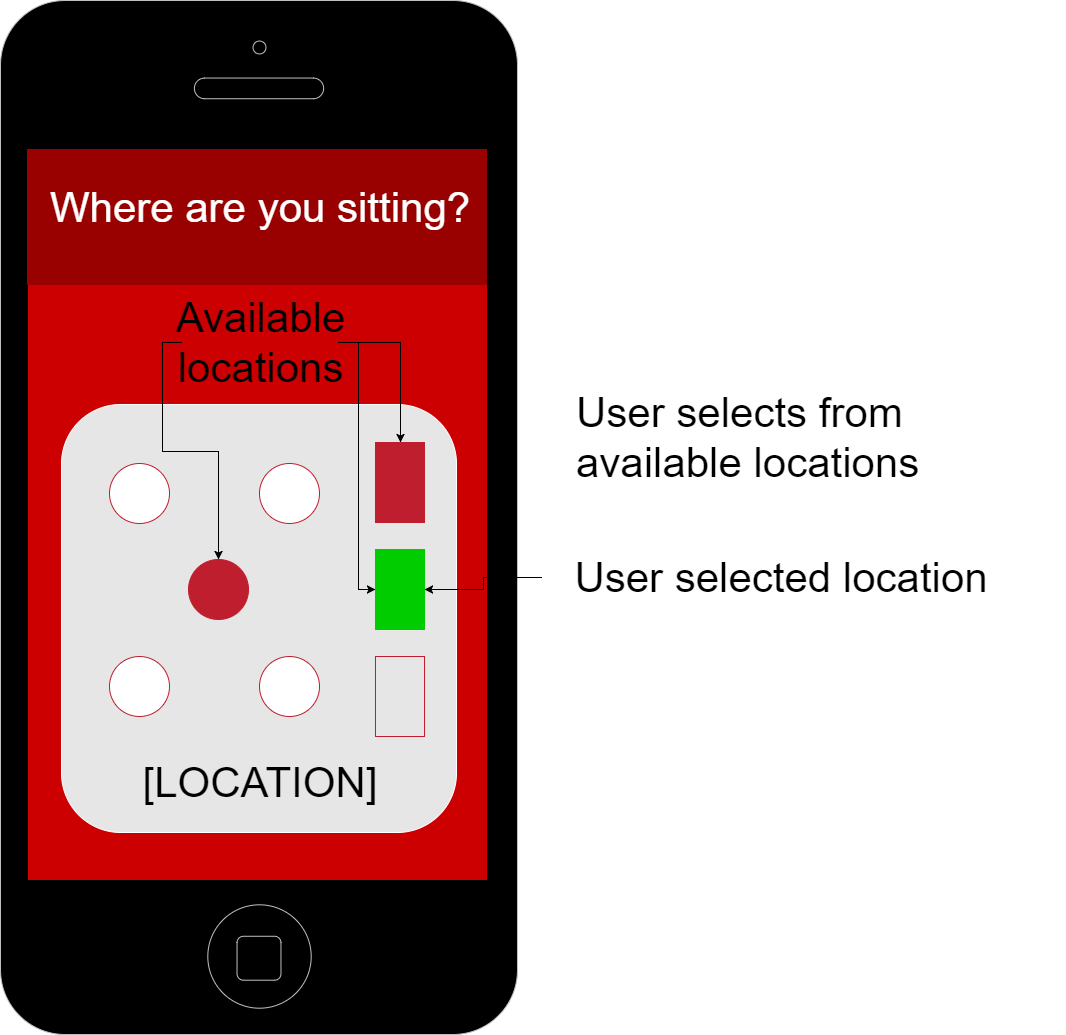 Where are you sitting?
Available
locations
User selects from
available locations
User selected location
[LOCATION]